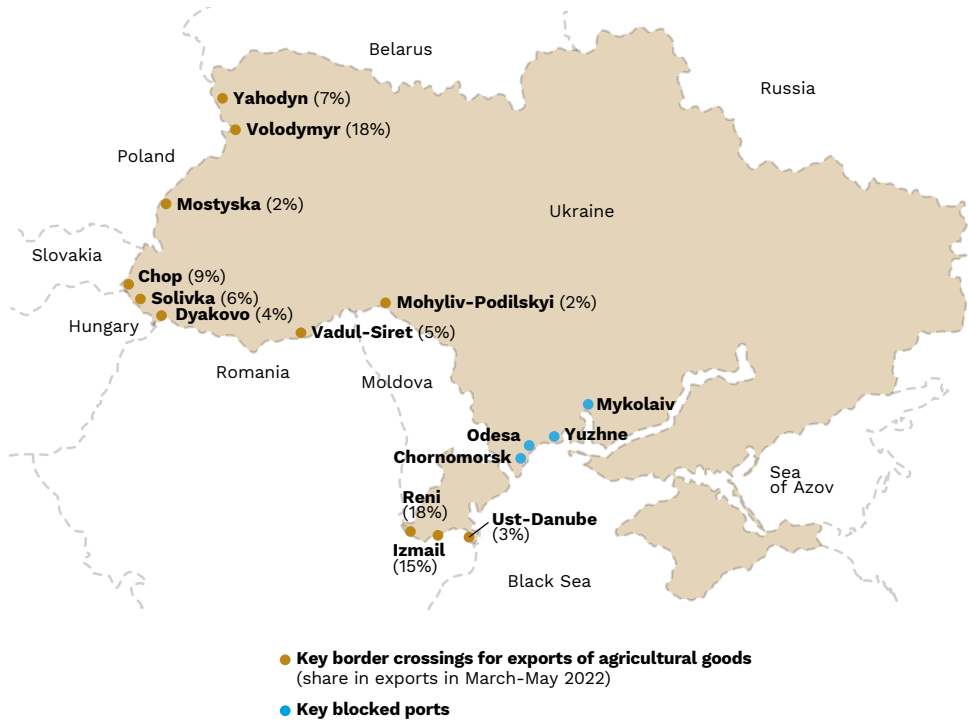 Belarus
Russia
Yahodyn (7%)
Volodymyr (18%)
Poland
Mostyska (2%)
Ukraine
Slovakia
Chop (9%)
Solivka (6%)
Dyakovo (4%)
Hungary
Mohyliv-Podilskyi (2%)
Vadul-Siret (5%)
Romania
Moldova
Mykolaiv
Odesa
Yuzhne
Chornomorsk
Sea
of Azov
Reni
(18%)
Ust-Danube
(3%)
Izmail
(15%)
Black Sea
Key border crossings for exports of agricultural goods
(share in exports in March-May 2022)
Key blocked ports